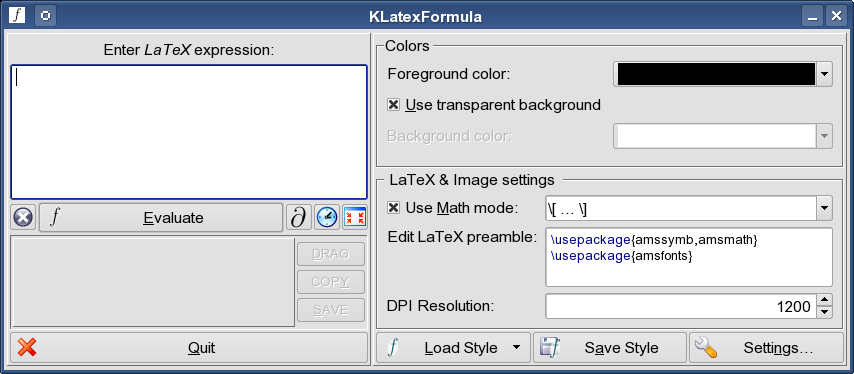 KLatexFormula
Enter LaTeX expression:
Evaluate
DRAG
COPY
SAVE
Quit
Colors
Foreground color:
Use transparent background
Background color:
LaTeX & Image settings
Use Math mode:
\[ ... \]
Edit LaTeX preamble:
\usepackage{amssymb,amsmath}
\usepackage{amsfonts}
DPI Resolution:
1200
Load Style
Save Style
Settings...